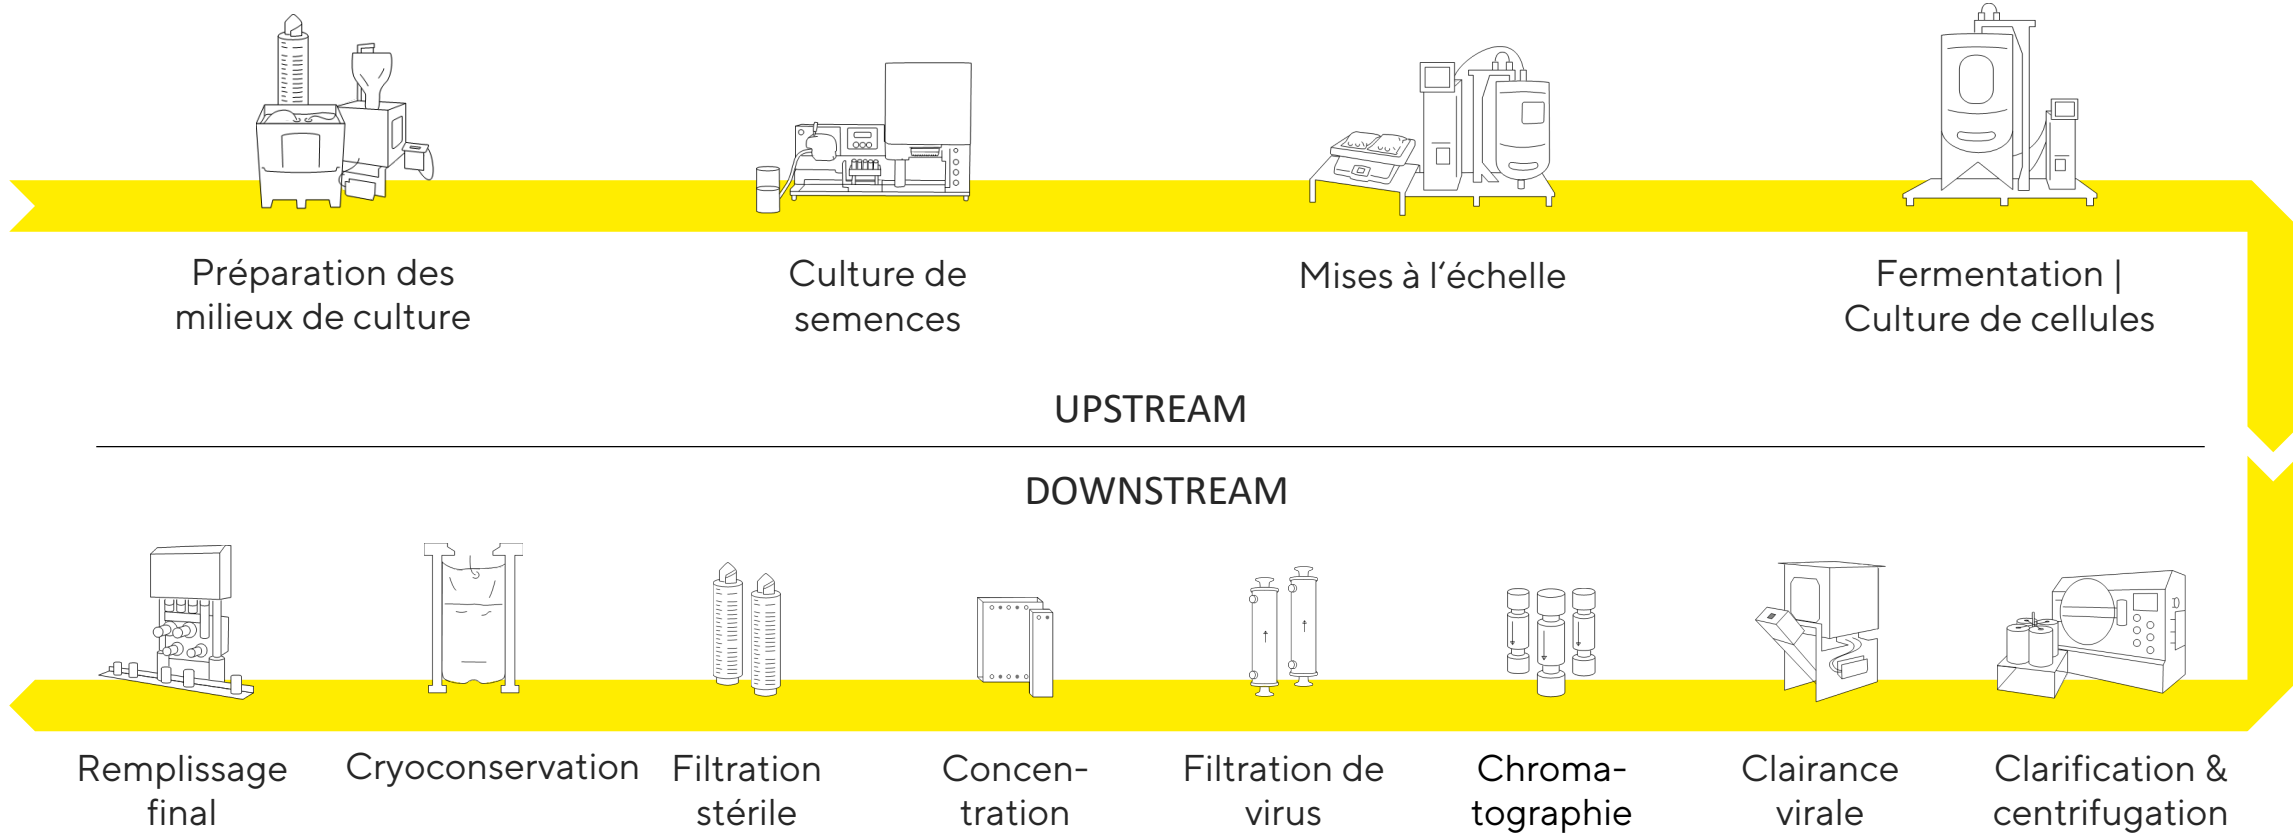 Préparation des
milieux de culture
Culture de
semences
Mises à l‘échelle
Fermentation |
Culture de cellules
UPSTREAM
DOWNSTREAM
Remplissage
final
Cryoconservation
Filtration
stérile
Concen-
tration
Filtration de
virus
Chroma-
tographie
Clairance
virale
Clarification &
centrifugation